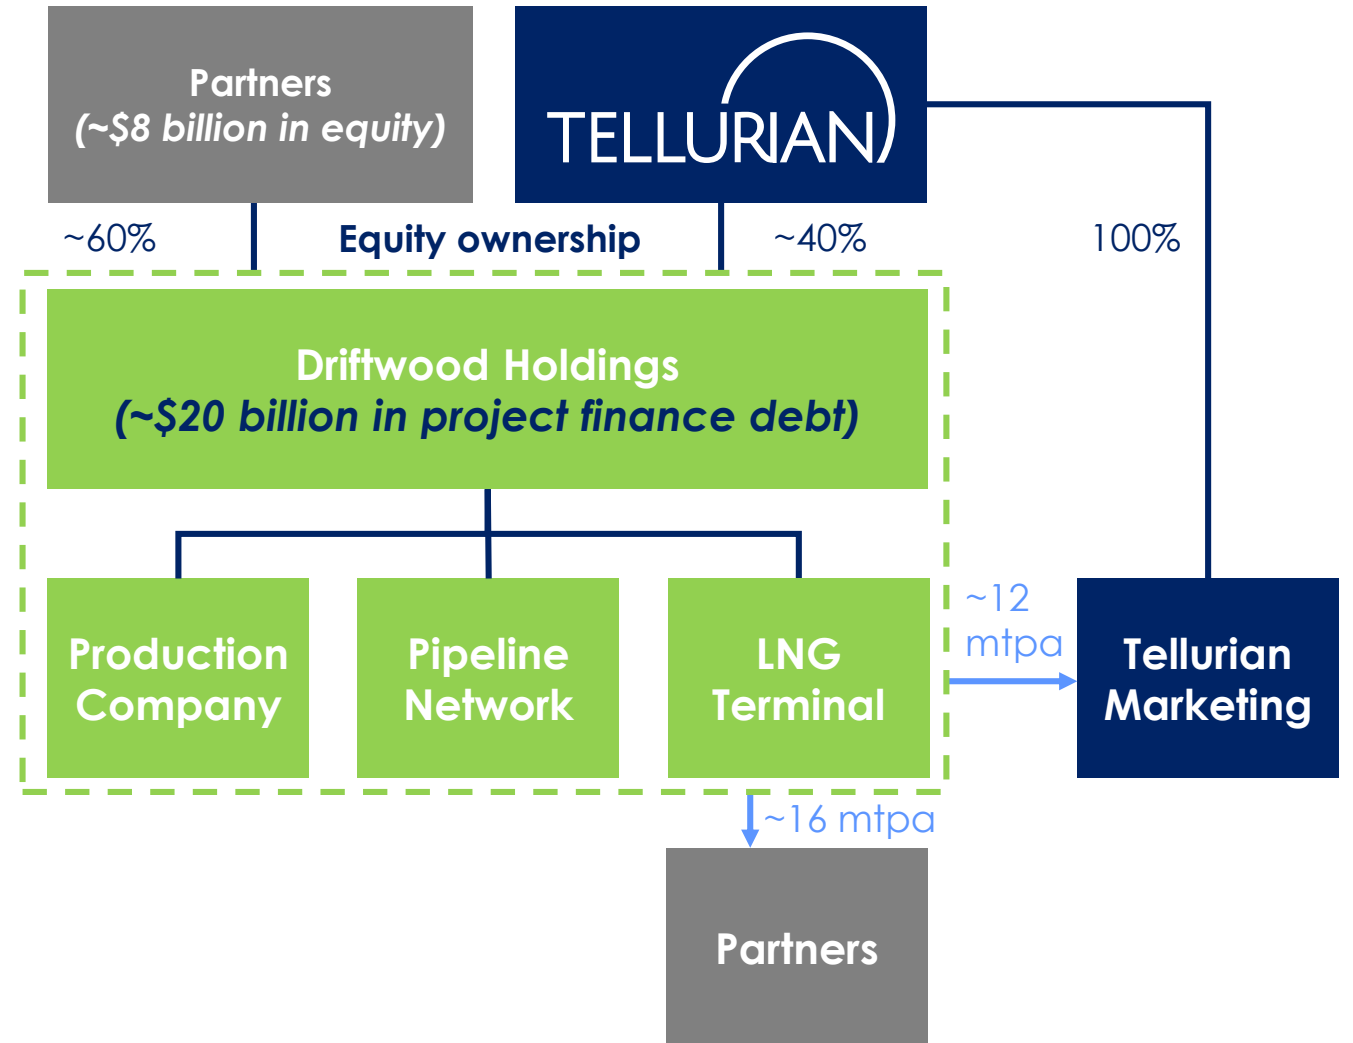 Partners
(~$8 billion in equity)
TELLURIAN
~60%
Equity ownership
~40%
100%
Driftwood Holdings
(~$20 billion in project finance debt)
Production
Company
Pipeline
Network
LNG
Terminal
~12
mtpa
Tellurian
Marketing
~16 mtpa
Partners